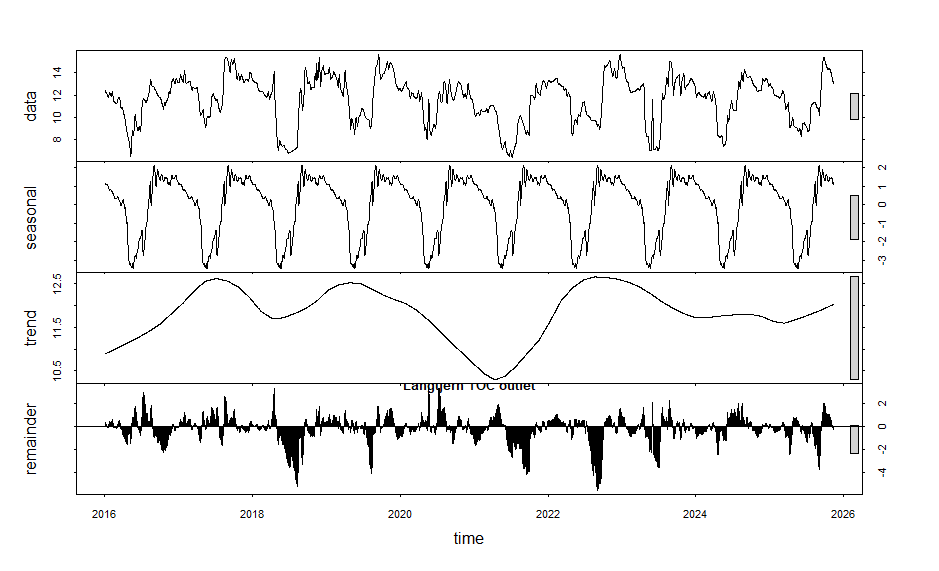 data
8 10 12 14
seasonal
-3 -2 -1 0 1 2
trend
10.5 11.5 12.5
Langhern TOC outlet
remainder
-4 -2 0 2
2016 2018 2020 2022 2024 2026
time